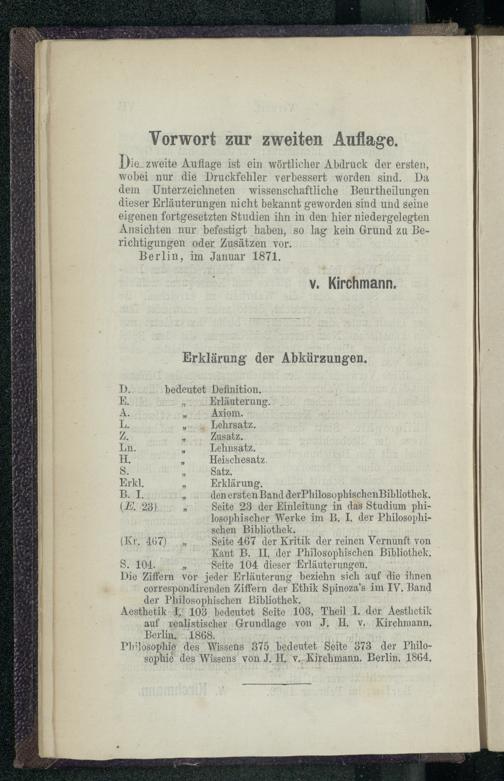 Vorwort zur zweiten Auflage.
Die zweite Auflage ist ein wörtlicher Abdruck der ersten,
wobei nur die Druckfehler verbessert worden sind. Da
dem Unterzeichneten wissenschaftliche Beurtheilungen
dieser Erläuterungen nicht bekannt geworden sind und seine
eigenen fortgesetzten Studien ihn in den hier niedergelegten
Ansichten nur befestigt haben, so lag kein Grund zu Be-
richtigungen oder Zusätzen vor.
Berlin, im Januar 1871.
v. Kirchmann.
Erklärung der Abkürzungen.
D. bedeutet Definition.
E. „ Erläuterung.
A. „ Axiom.
L. „ Lehrsatz.
Z. „ Zusatz.
Ln. „ Lehnsatz.
H. „ Heischesatz
S. „ Satz.
Erkl. „ Erklärung.
B. I. „ den ersten Band der Philosophischen Bibliothek.
(E. 23) „ Seite 23 der Einleitung in das Studium phi-
losophischer Werke im B. I. der Philosophi-
schen Bibliothek.
(Kr. 467) „ Seite 467 der Kritik der reinen Vernunft von
Kant B. II. der Philosophischen Bibliothek.
S. 104. „ Seite 104 dieser Erläuterungen.
Die Ziffern vor jeder Erläuterung beziehn sich auf die ihnen
correspondirenden Ziffern der Ethik Spinoza's im IV. Band
der Philosophischen Bibliothek.
Aesthetik I. 103 bedeutet Seite 103, Theil I. der Aesthetik
auf realistischer Grundlage von J. H. v. Kirchmann.
Berlin. 1868.
Philosophie des Wissens 375 bedeutet Seite 373 der Philo-
sophie des Wissens von J. H. v. Kirchmann. Berlin. 1864.